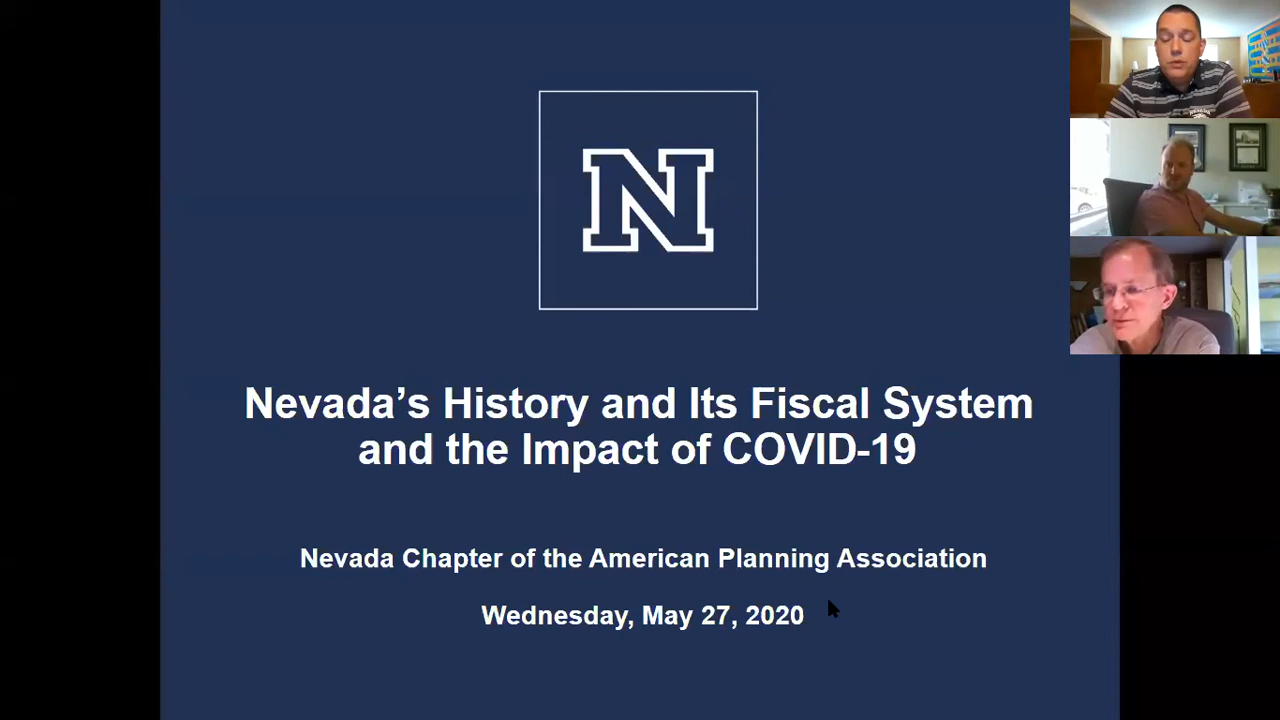 N
Nevada’s History and Its Fiscal System
and the Impact of COVID-19
Nevada Chapter of the American Planning Association
Wednesday, May 27, 2020